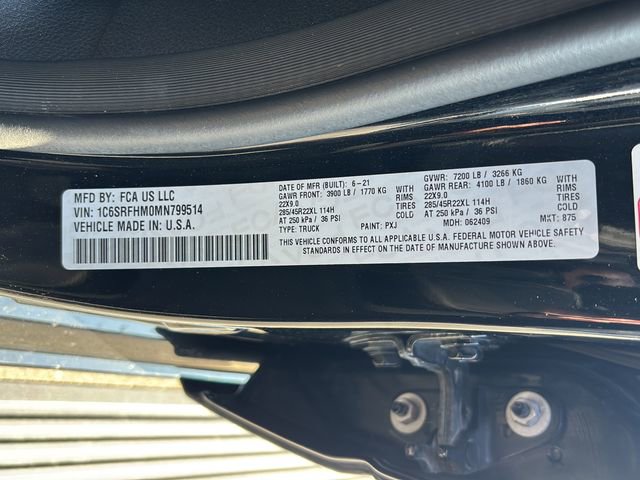 MFD BY: FCA US LLC
VIN: 1C6SRFHM0MN799514
VEHICLE MADE IN: U.S.A.
DATE OF MFR (BUILT): 6-21
GAWR FRONT: 3900 LB / 1770 KG
22X9.0 RIMS
285/45R22XL 114H TIRES
AT 250 kPa / 36 PSI COLD
TYPE: TRUCK PAINT: PXJ
GVWR: 7200 LB / 3266 KG
GAWR REAR: 4100 LB / 1860 KG
22X9.0 RIMS
285/45R22XL 114H TIRES
AT 250 kPa / 36 PSI COLD
MDH: 062409 MXT: 875
THIS VEHICLE CONFORMS TO ALL APPLICABLE U.S.A. FEDERAL MOTOR VEHICLE SAFETY
STANDARDS IN EFFECT ON THE DATE OF MANUFACTURE SHOWN ABOVE.